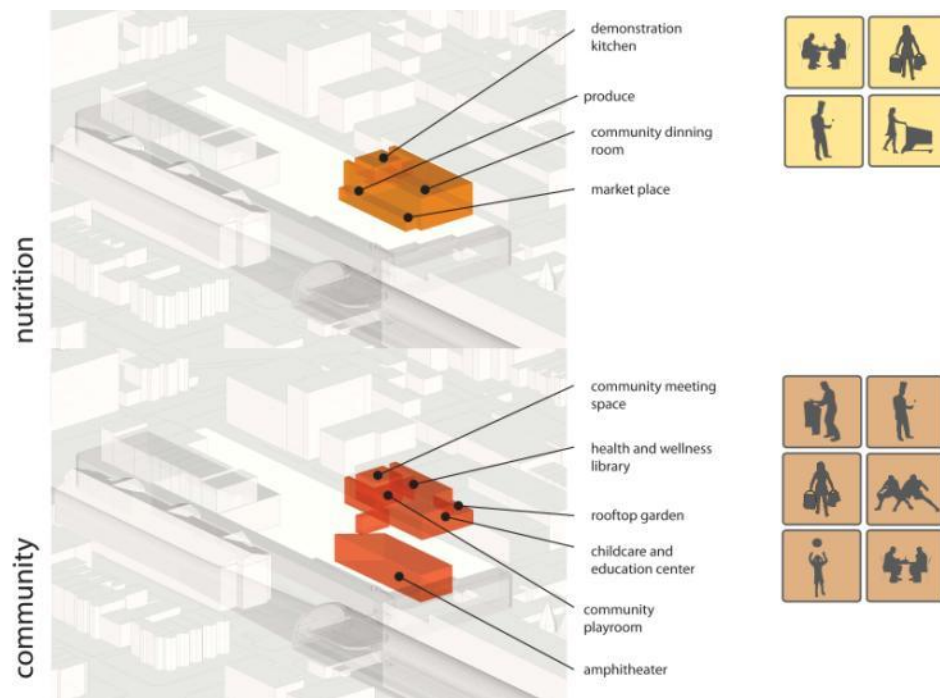 nutrition
demonstration
kitchen
produce
community dinning
room
market place
community
community meeting
space
health and wellness
library
rooftop garden
childcare and
education center
community
playroom
amphitheater